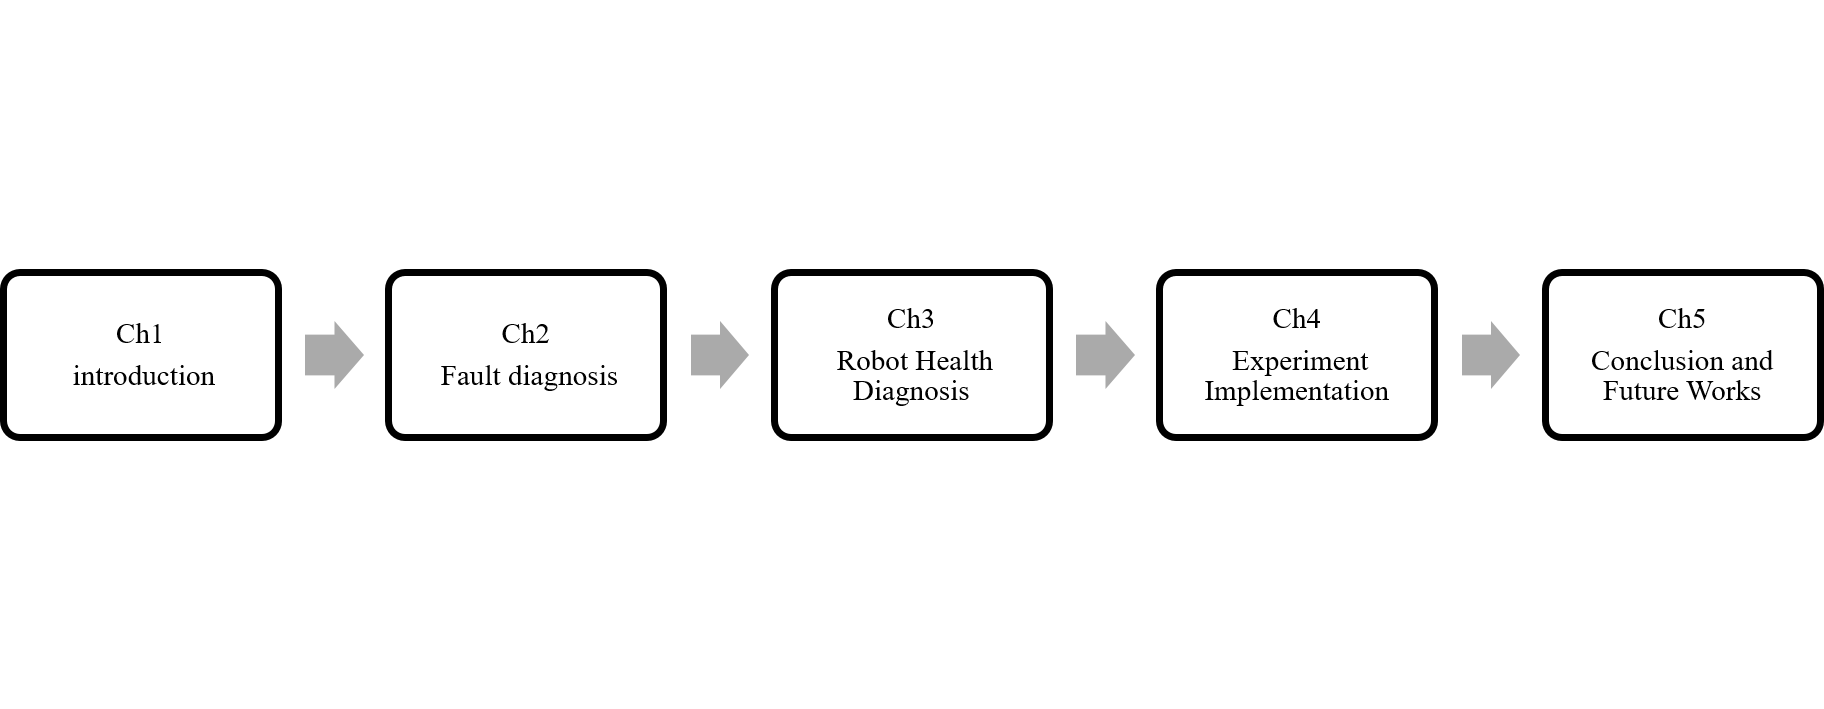 Ch1
introduction
Ch2
Fault diagnosis
Ch3
Robot Health
Diagnosis
Ch4
Experiment
Implementation
Ch5
Conclusion and
Future Works